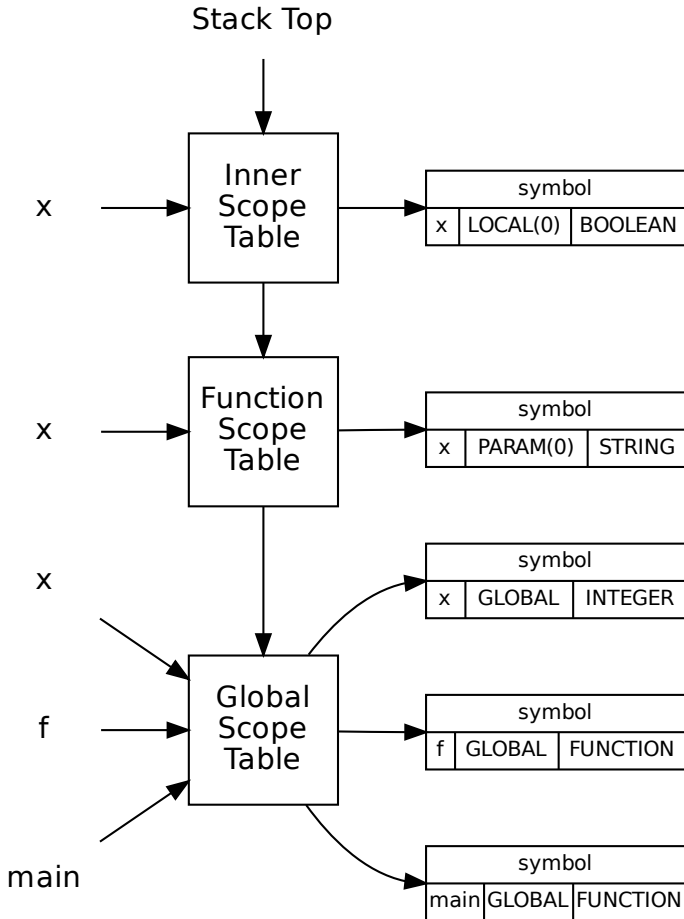 Stack Top
x
Inner
Scope
Table
symbol
x LOCAL(0) BOOLEAN
x
Function
Scope
Table
symbol
x PARAM(0) STRING
x
symbol
x GLOBAL INTEGER
f
Global
Scope
Table
symbol
f GLOBAL FUNCTION
main
symbol
main GLOBAL FUNCTION